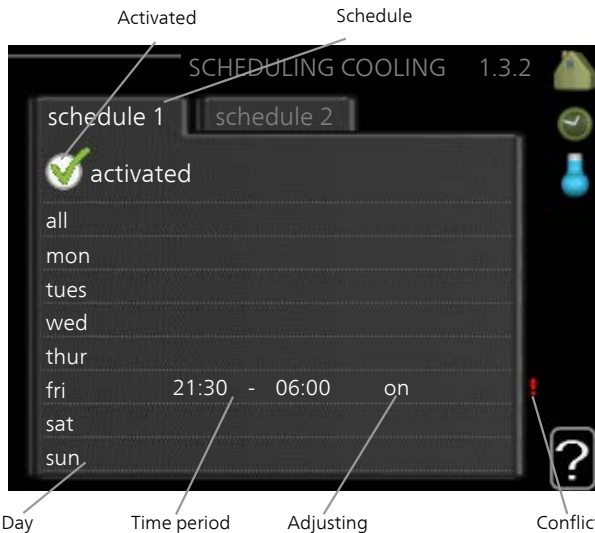 Activated Schedule
SCHEDULING COOLING 1.3.2
schedule 1 schedule 2
activated
all
mon
tues
wed
thur
fri 21:30 - 06:00 on !
sat
sun
?
Day Time period Adjusting Conflict